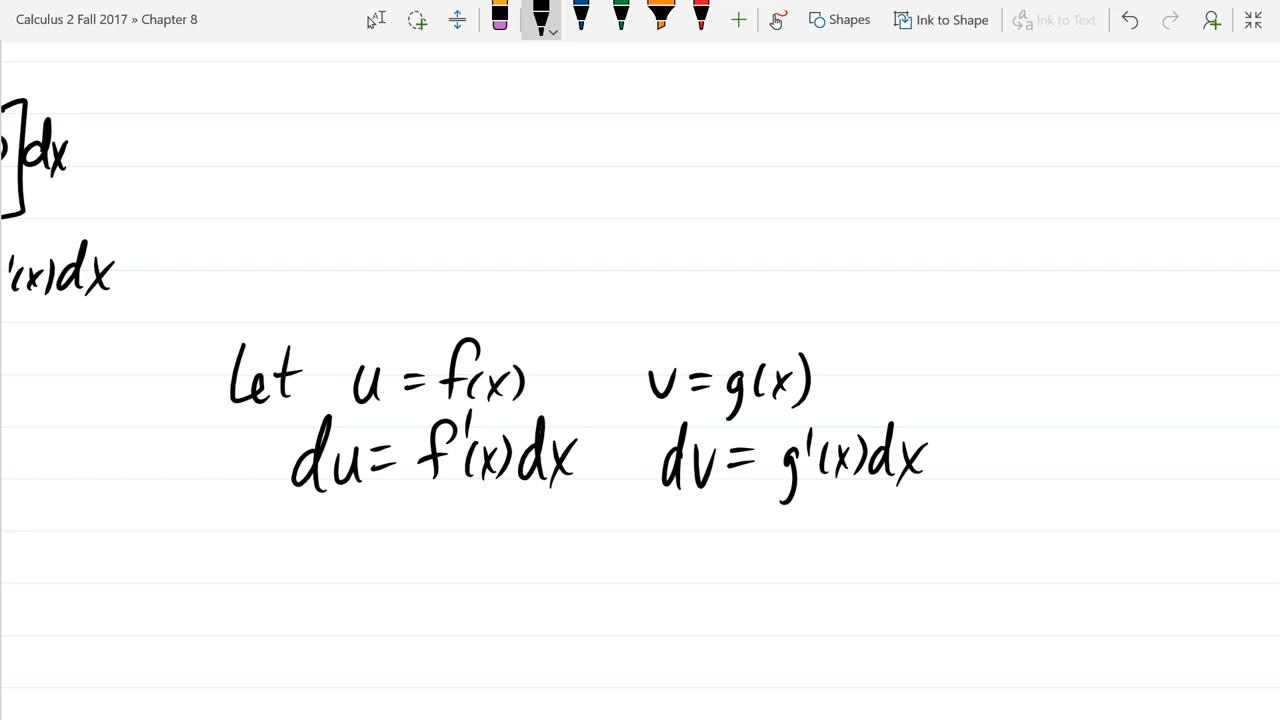 Calculus 2 Fall 2017 » Chapter 8
Shapes
Ink to Shape
Ink to Text
]dx
'(x)dx
Let u = f(x) v = g(x)
du = f'(x)dx dv = g'(x)dx